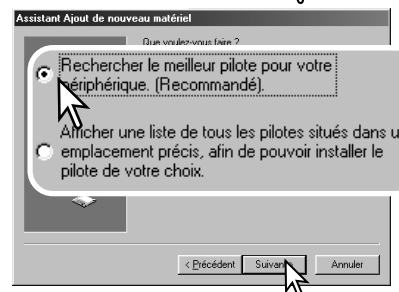 Assistant Ajout de nouveau matériel
Que voulez-vous faire ?
Rechercher le meilleur pilote pour votre
périphérique. (Recommandé).
Afficher une liste de tous les pilotes situés dans u
emplacement précis, afin de pouvoir installer le
pilote de votre choix.
< Précédent Suivant Annuler